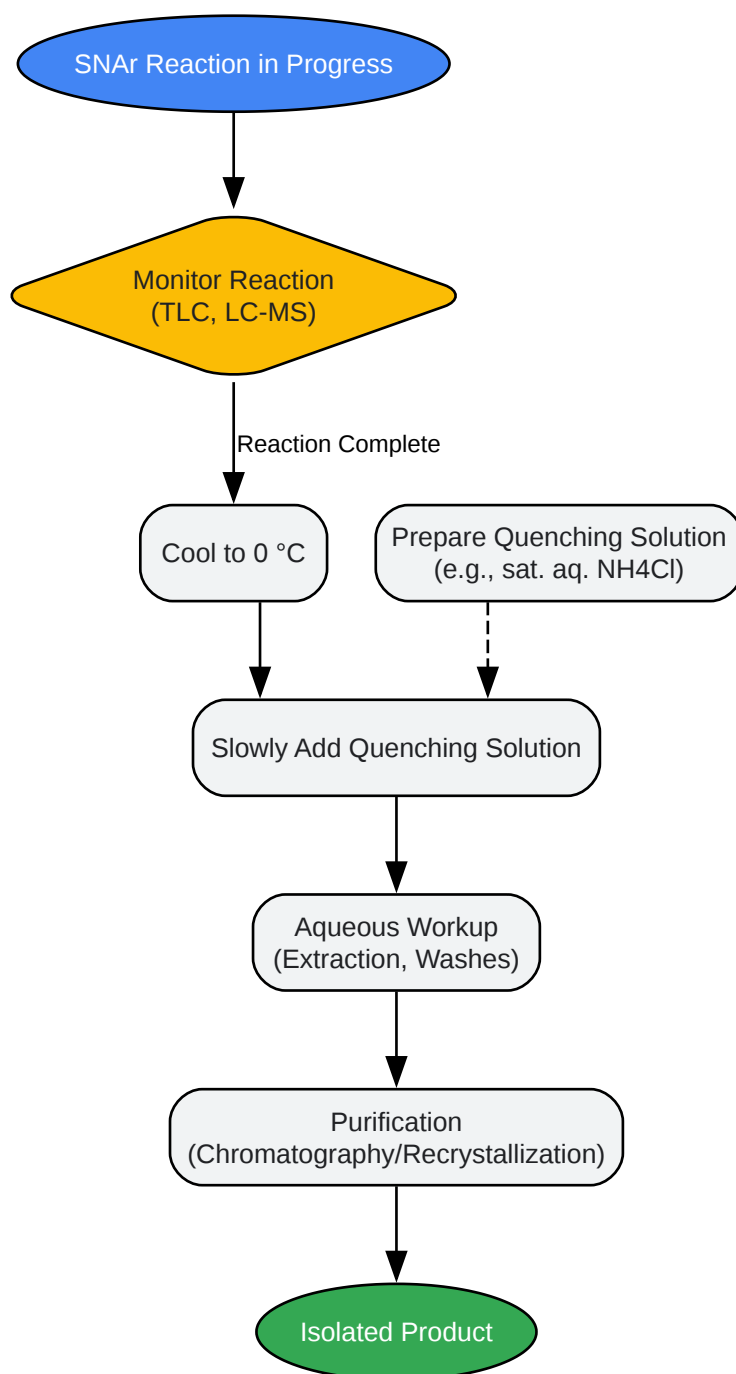 SNAr Reaction in Progress
Monitor Reaction
(TLC, LC-MS)
Reaction Complete
Cool to 0 °C
Prepare Quenching Solution
(e.g., sat. aq. NH4Cl)
Slowly Add Quenching Solution
Aqueous Workup
(Extraction, Washes)
Purification
(Chromatography/Recrystallization)
Isolated Product